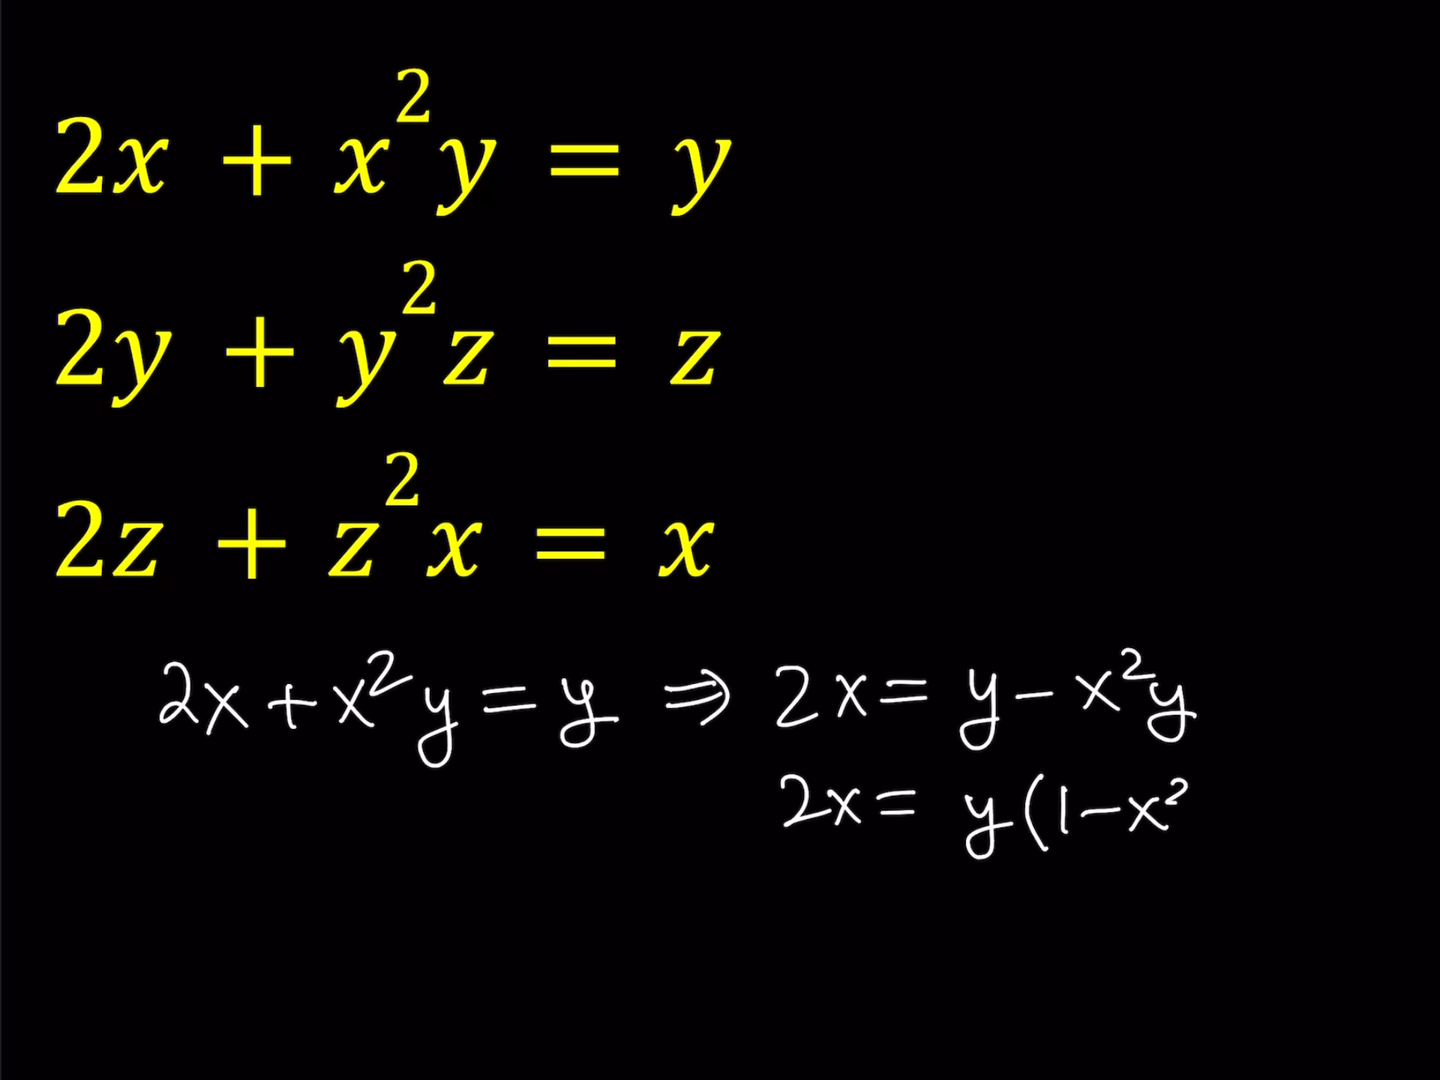 2x + x²y = y
2y + y²z = z
2z + z²x = x
2x + x²y = y ⇒ 2x = y - x²y
2x = y(1-x²